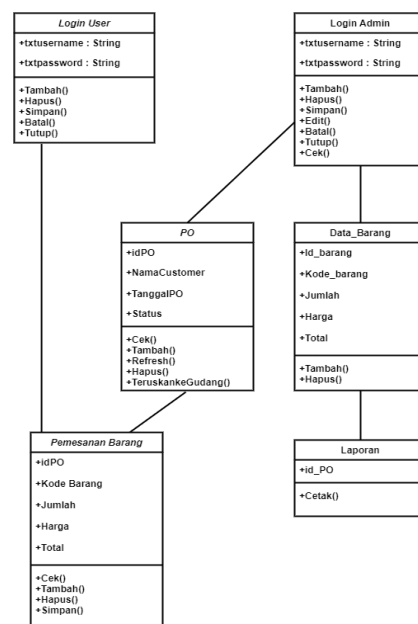 Login User
+txtusername : String
+txtpassword : String
+Tambah()
+Hapus()
+Simpan()
+Batal()
+Tutup()
Login Admin
+txtusername : String
+txtpassword : String
+Tambah()
+Hapus()
+Simpan()
+Edit()
+Batal()
+Tutup()
+Cek()
PO
+idPO
+NamaCustomer
+TanggalPO
+Status
+Cek()
+Tambah()
+Refresh()
+Hapus()
+TeruskankeGudang()
Data_Barang
+Id_barang
+Kode_barang
+Jumlah
+Harga
+Total
+Tambah()
+Hapus()
Pemesanan Barang
+idPO
+Kode Barang
+Jumlah
+Harga
+Total
+Cek()
+Tambah()
+Hapus()
+Simpan()
Laporan
+id_PO
+Cetak()